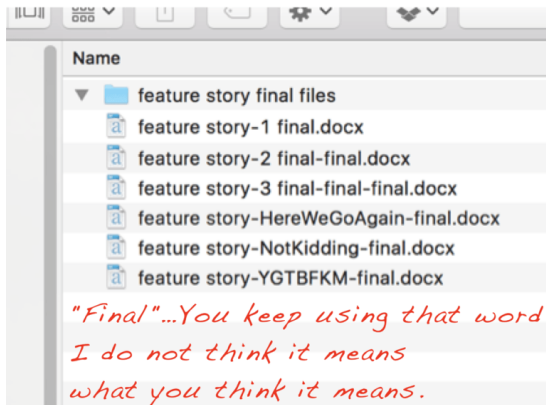 Name
feature story final files
feature story-1 final.docx
feature story-2 final-final.docx
feature story-3 final-final-final.docx
feature story-HereWeGoAgain-final.docx
feature story-NotKidding-final.docx
feature story-YGTBFKM-final.docx
"Final"...You keep using that word
I do not think it means
what you think it means.